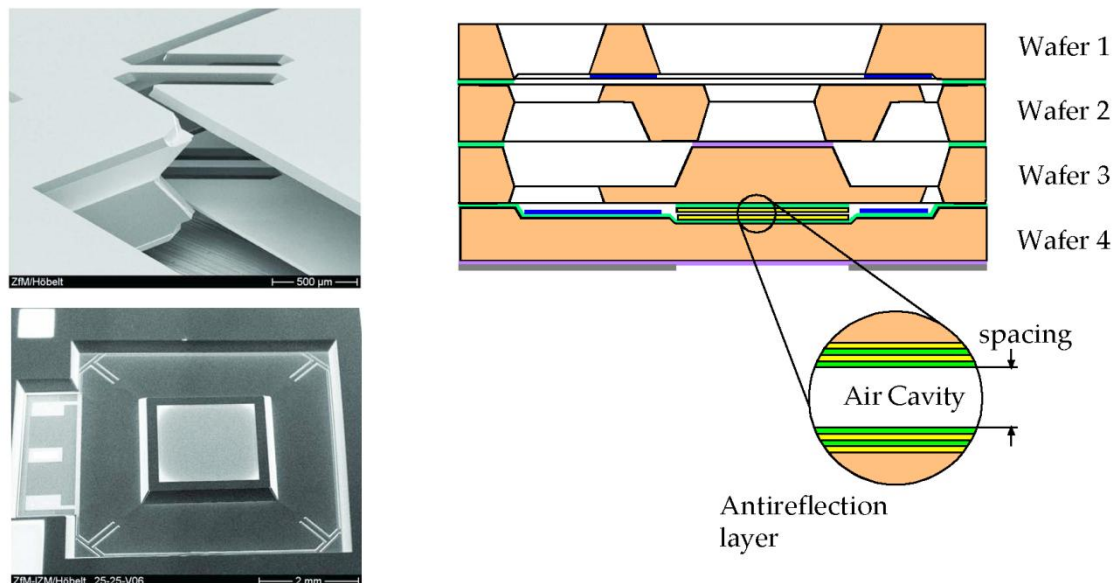 ZfM/Höbelt
500 µm
ZfM-IZM/Höbelt 25-25-V06
2 mm
Wafer 1
Wafer 2
Wafer 3
Wafer 4
spacing
Air Cavity
Antireflection
layer